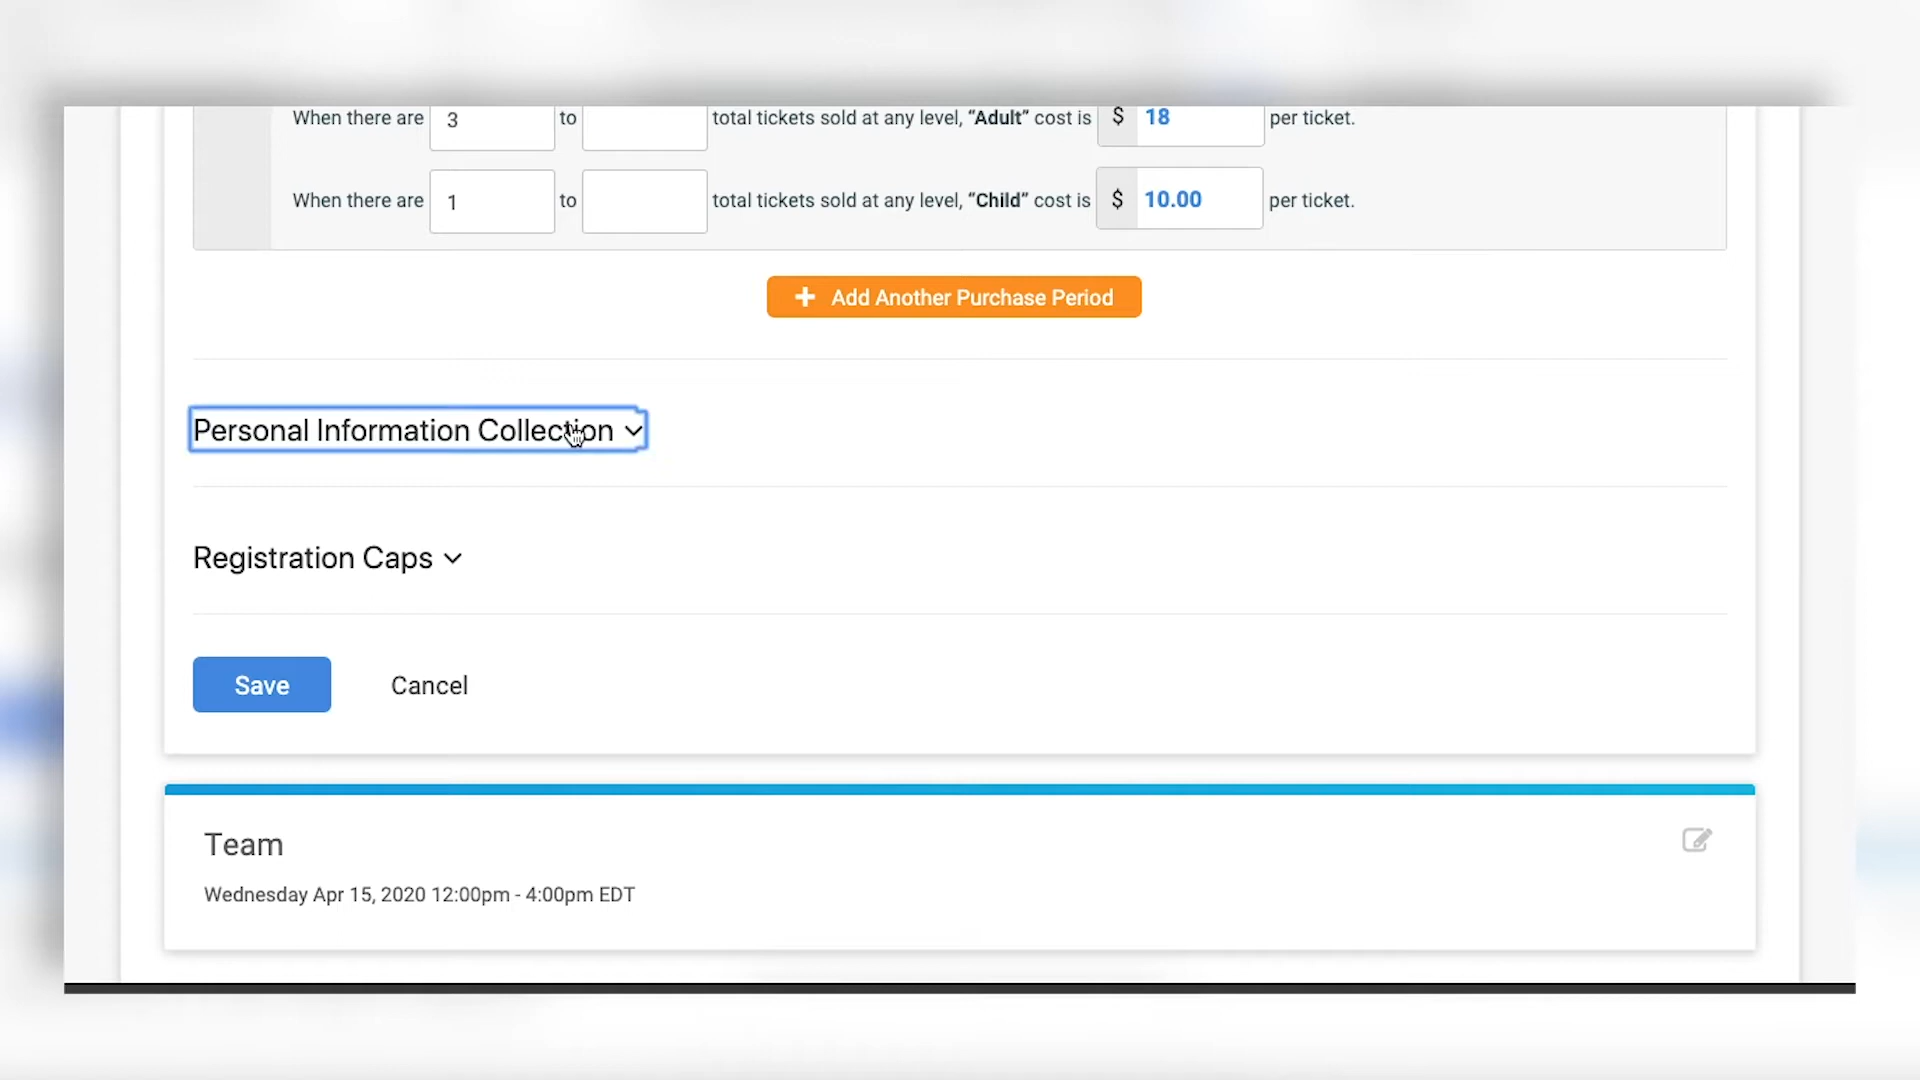 When there are 3 to total tickets sold at any level, “Adult” cost is $ 18 per ticket.
When there are 1 to total tickets sold at any level, “Child” cost is $ 10.00 per ticket.
Add Another Purchase Period
Personal Information Collection
Registration Caps
Save Cancel
Team
Wednesday Apr 15, 2020 12:00pm - 4:00pm EDT